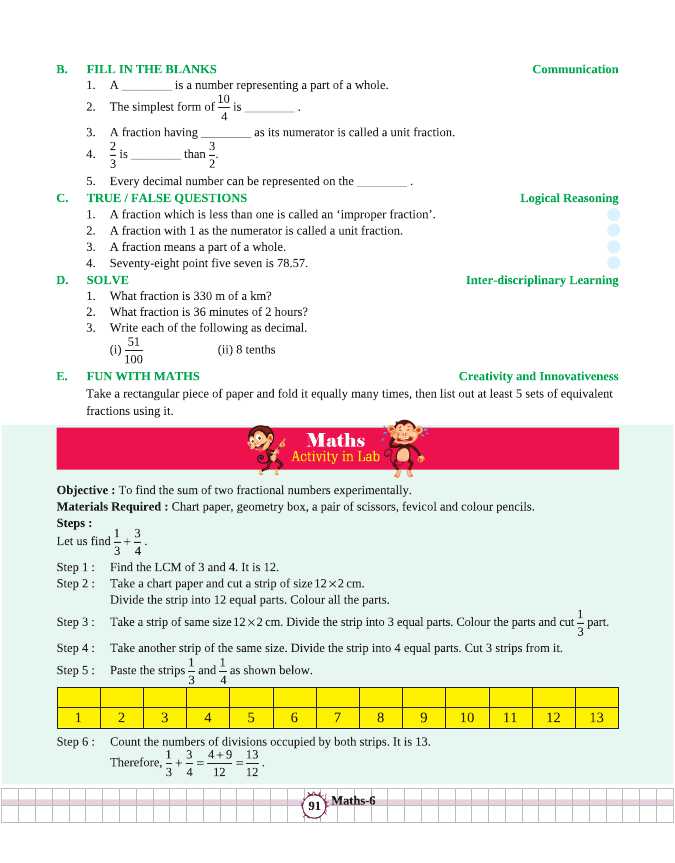 B. FILL IN THE BLANKS Communication
1. A ________ is a number representing a part of a whole.
2. The simplest form of 10/4 is ________ .
3. A fraction having ________ as its numerator is called a unit fraction.
4. 2/3 is ________ than 3/2.
5. Every decimal number can be represented on the ________ .
C. TRUE / FALSE QUESTIONS Logical Reasoning
1. A fraction which is less than one is called an ‘improper fraction’.
2. A fraction with 1 as the numerator is called a unit fraction.
3. A fraction means a part of a whole.
4. Seventy-eight point five seven is 78.57.
D. SOLVE Inter-disciplinary Learning
1. What fraction is 330 m of a km?
2. What fraction is 36 minutes of 2 hours?
3. Write each of the following as decimal.
(i) 51/100 (ii) 8 tenths
E. FUN WITH MATHS Creativity and Innovativeness
Take a rectangular piece of paper and fold it equally many times, then list out at least 5 sets of equivalent
fractions using it.
Maths
Activity in Lab
Objective : To find the sum of two fractional numbers experimentally.
Materials Required : Chart paper, geometry box, a pair of scissors, fevicol and colour pencils.
Steps :
Let us find 1/3 + 3/4 .
Step 1 : Find the LCM of 3 and 4. It is 12.
Step 2 : Take a chart paper and cut a strip of size 12 × 2 cm.
Divide the strip into 12 equal parts. Colour all the parts.
Step 3 : Take a strip of same size 12 × 2 cm. Divide the strip into 3 equal parts. Colour the parts and cut 1/3 part.
Step 4 : Take another strip of the same size. Divide the strip into 4 equal parts. Cut 3 strips from it.
Step 5 : Paste the strips 1/3 and 1/4 as shown below.
1 2 3 4 5 6 7 8 9 10 11 12 13
Step 6 : Count the numbers of divisions occupied by both strips. It is 13.
Therefore, 1/3 + 3/4 = 4 + 9/12 = 13/12 .
91 Maths-6